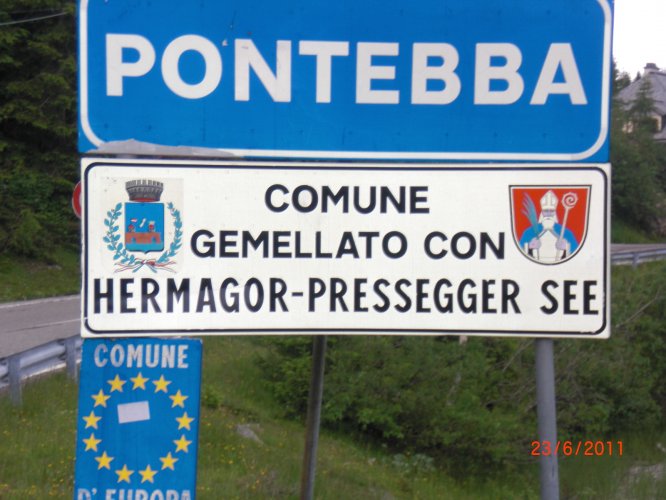 PONTEBBA
COMUNE
GEMELLATO CON
HERMAGOR-PRESSEGGER SEE
COMUNE
D'EUROPA
23/6/2011